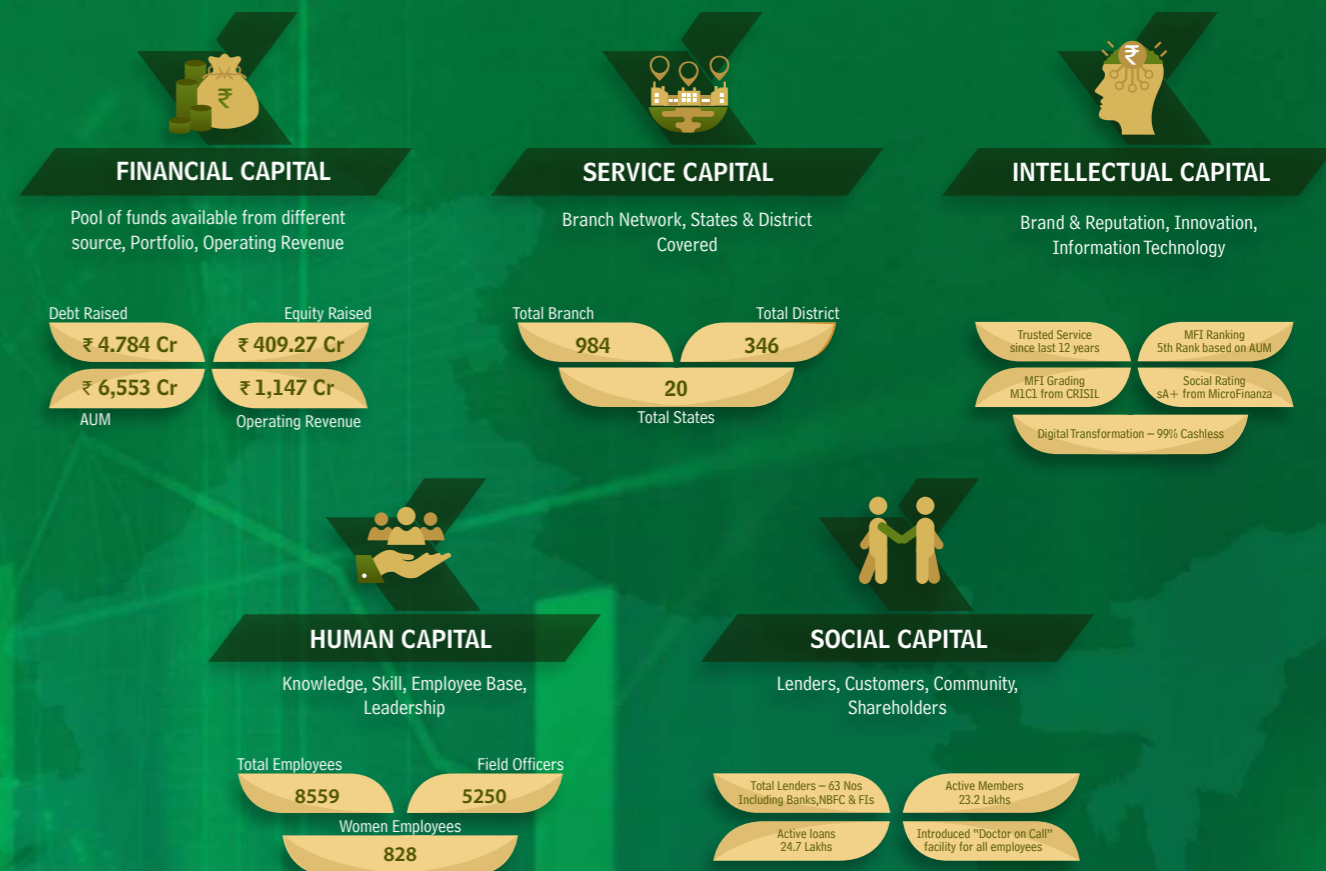 ₹
FINANCIAL CAPITAL
Pool of funds available from different
source, Portfolio, Operating Revenue
Debt Raised
Equity Raised
₹ 4.784 Cr
₹ 409.27 Cr
₹ 6,553 Cr
₹ 1,147 Cr
AUM
Operating Revenue
SERVICE CAPITAL
Branch Network, States & District
Covered
Total Branch
Total District
984
346
20
Total States
₹
INTELLECTUAL CAPITAL
Brand & Reputation, Innovation,
Information Technology
Trusted Service
since last 12 years
MFI Ranking
5th Rank based on AUM
MFI Grading
M1C1 from CRISIL
Social Rating
sA+ from MicroFinanza
Digital Transformation – 99% Cashless
HUMAN CAPITAL
Knowledge, Skill, Employee Base,
Leadership
Total Employees
Field Officers
8559
5250
Women Employees
828
SOCIAL CAPITAL
Lenders, Customers, Community,
Shareholders
Total Lenders – 63 Nos
Including Banks,NBFC & FIs
Active Members
23.2 Lakhs
Active loans
24.7 Lakhs
Introduced "Doctor on Call"
facility for all employees